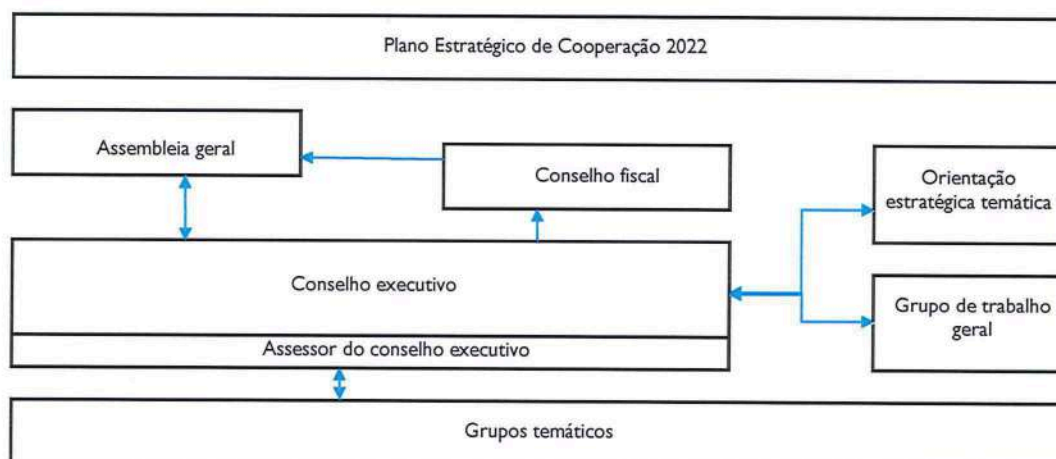 Plano Estratégico de Cooperação 2022
Assembleia geral
Conselho fiscal
Orientação
estratégica temática
Conselho executivo
Grupo de trabalho
geral
Assessor do conselho executivo
Grupos temáticos